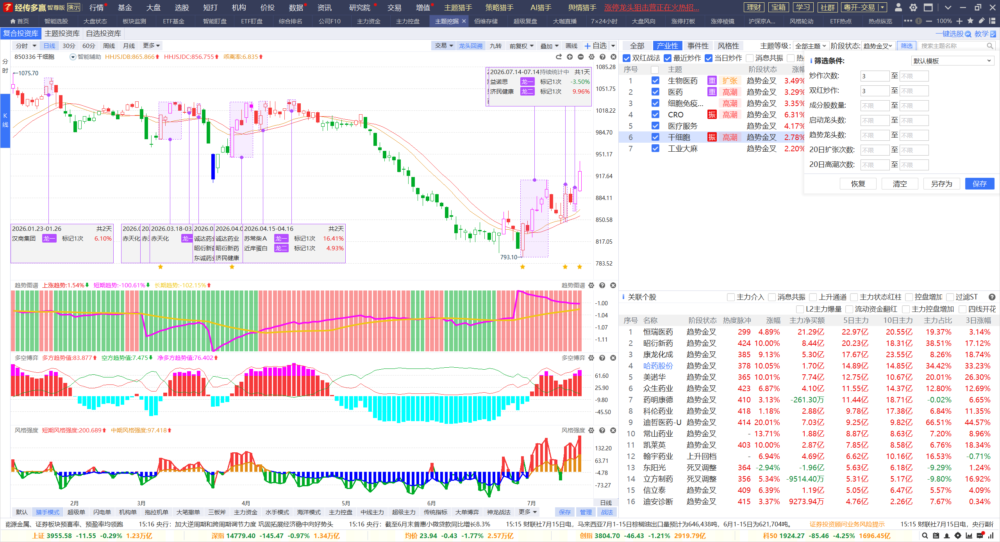 经传多赢 智尊版 演示 行情 基金 大盘 选股 短打 机构 价投 数据 资讯 研究院 交易 增值 主题猎手 策略猎手 AI猎手 舆情猎手 涨停龙头狙击营正在火热招... 理财 宝箱 学习 社群 粤开-交易
首页 智能选股 大盘状态 板块监测 ETF基金 智能盯盘 ETF盯盘 综合排名 公司F10 主力资金 主力控盘 主题挖掘 佰维存储 超级复盘 大咖直播 7×24小时 大盘风向 涨停打板 涨停棱镜 沪深京A... 风格轮动 ETF热点 热点纵览 100%
复合投资库 主题投资库 自选投资库 一键选股 教学
分时 日线 30分 60分 周线 月线 更多 交易 龙头回溯 九转 前复权 叠加 画线 自选
分时
K线
850336 干细胞 智能辅助 HHJSJDB:865.866 HHJSJDC:856.755 乖离率:6.835
1075.70
2026.07.14-07.14持续统计中 共1天
益诺思 龙一 标记1次 -3.50%
济民健康 龙二 标记1次 9.96%
1085.28
1051.75
1018.22
984.70
951.17
917.64
884.11
850.58
817.05
783.52
793.10
2026.01.23-01.26 共2天
汉商集团 龙一 标记1次 6.10%
2026.03.18-03.
赤天化 赤天化 龙一
诚达药业 诚达药业
昭衍新药 昭衍新药
东诚药业 济民健康
2026.04.15-04.16 共2天
苏常柴A 龙一 标记1次 16.41%
近岸蛋白 龙二 标记1次 4.93%
趋势图谱 上涨趋势:1.54% 短期趋势:-100.61% 长期趋势:-102.15% 趋势图谱
-1.00
-1.04
-1.07
-1.11
多空博弈 多方趋势值:83.877 空方趋势值:7.475 净多方趋势值:76.402 多空博弈
61.60
25.90
-9.80
-45.50
风格强度 短期风格强度:200.689 中期风格强度:97.418 风格强度
132.20
63.71
-4.78
-73.27
2月 3月 4月 5月 6月 7月 日线
默认 猎手模式 超级单 闪电单 机构单 拖拉机单 大笔撤单 三板斧 主力资金 水手模式 海洋模式 主力控盘 中线主力 超级主力 传统指标 大单博弈 神龙战法 更多 保存 管理 战法
全部 产业性 事件性 风格性 主题等级: 全部主题 阶段状态: 趋势金叉 筛选 搜索主题名称
双红战法 最近炒作 当日炒作 消息共振
序号 主题 阶段状态 涨幅
1 生物医药 重 扩张 趋势金叉 3.49%
2 医药 重 高潮 趋势金叉 3.29%
3 细胞免疫... 高潮 趋势金叉 3.35%
4 CRO 振 高潮 趋势金叉 6.31%
5 医疗服务 趋势金叉 4.17%
6 干细胞 振 高潮 趋势金叉 2.78%
7 工业大麻 趋势金叉 2.20%
筛选条件: 默认模板
炒作次数: 3 至 不限
双红炒作: 3 至 不限
成分股数量: 不限 至 不限
启动龙头数: 不限 至 不限
趋势龙头数: 不限 至 不限
20日扩张次数: 不限 至 不限
20日高潮次数: 不限 至 不限
恢复 清空 另存为 保存
关联个股 主力介入 消息共振 上升通道 主力状态红柱 控盘增加 过滤ST
L2主力爆量 流动资金翻红 主力控盘增加 四线开花
序号 名称 阶段状态 热度脉冲 涨幅 主力净买额 5日主力 10日主力 主力占比 3日涨幅
1 恒瑞医药 趋势金叉 299 4.89% 21.29亿 22.97亿 20.55亿 19.37% 3.14%
2 昭衍新药 趋势金叉 424 10.00% 8.44亿 20.23亿 18.31亿 38.51% 17.12%
3 康龙化成 趋势金叉 385 9.13% 5.30亿 17.67亿 23.55亿 8.26% 18.74%
4 哈药股份 趋势金叉 378 10.05% 1.70亿 14.89亿 14.85亿 34.42% 33.23%
5 美诺华 趋势金叉 365 10.01% 7.74亿 12.75亿 10.67亿 20.01% 26.30%
6 众生药业 趋势金叉 423 6.87% 4.10亿 11.55亿 14.37亿 12.80% 12.69%
7 药明康德 趋势金叉 410 3.13% -261.30万 11.44亿 18.71亿 -0.02% 6.65%
8 科伦药业 趋势金叉 418 1.18% 2.88亿 9.78亿 17.38亿 6.84% 11.35%
9 迪哲医药-U 趋势金叉 414 20.01% 7.03亿 9.25亿 9.82亿 66.51% 44.57%
10 常山药业 趋势金叉 - 13.71% 1.88亿 8.87亿 8.63亿 7.20% 8.96%
11 凯莱英 趋势金叉 403 10.00% 2.87亿 7.85亿 8.58亿 6.76% 18.34%
12 翰宇药业 上升回档 - 6.94% 4.69亿 6.62亿 10.16亿 16.53% -0.71%
13 东阳光 死叉调整 364 -2.94% -1.96亿 5.63亿 6.18亿 -9.29% 1.24%
14 立方制药 死叉调整 356 5.34% -9514.40万 5.31亿 5.17亿 -9.80% 16.92%
15 信立泰 趋势金叉 409 6.39% 1.19亿 5.05亿 6.47亿 5.57% 4.09%
16 迪安诊断 趋势金叉 415 3.37% 9273.94万 4.76亿 2.26亿 7.67% 0.34%
能源金属、证券板块预喜率、预盈率均领跑 15:16 央行：加大逆周期和跨周期调节力度 巩固拓展经济稳中向好势头 15:16 央行：截至6月末普惠小微贷款同比增长8.3% 15:15 财联社7月15日电，马来西亚7月1-15日棕榈油出口量预计为646,438吨，6月1-15日为621,704吨。 证券投资顾问业务风险提示 15:15 财联社7月15日电，央行副行
上证 3955.58 -11.55 -0.29% 1.23万亿 深指 14779.40 -145.47 -0.97% 1.34万亿 均价 23.94 -0.43 -1.77% 2.57万亿 创指 3804.70 -46.43 -1.21% 2919.79亿 科50 1924.27 -85.46 -4.25% 1696.45亿